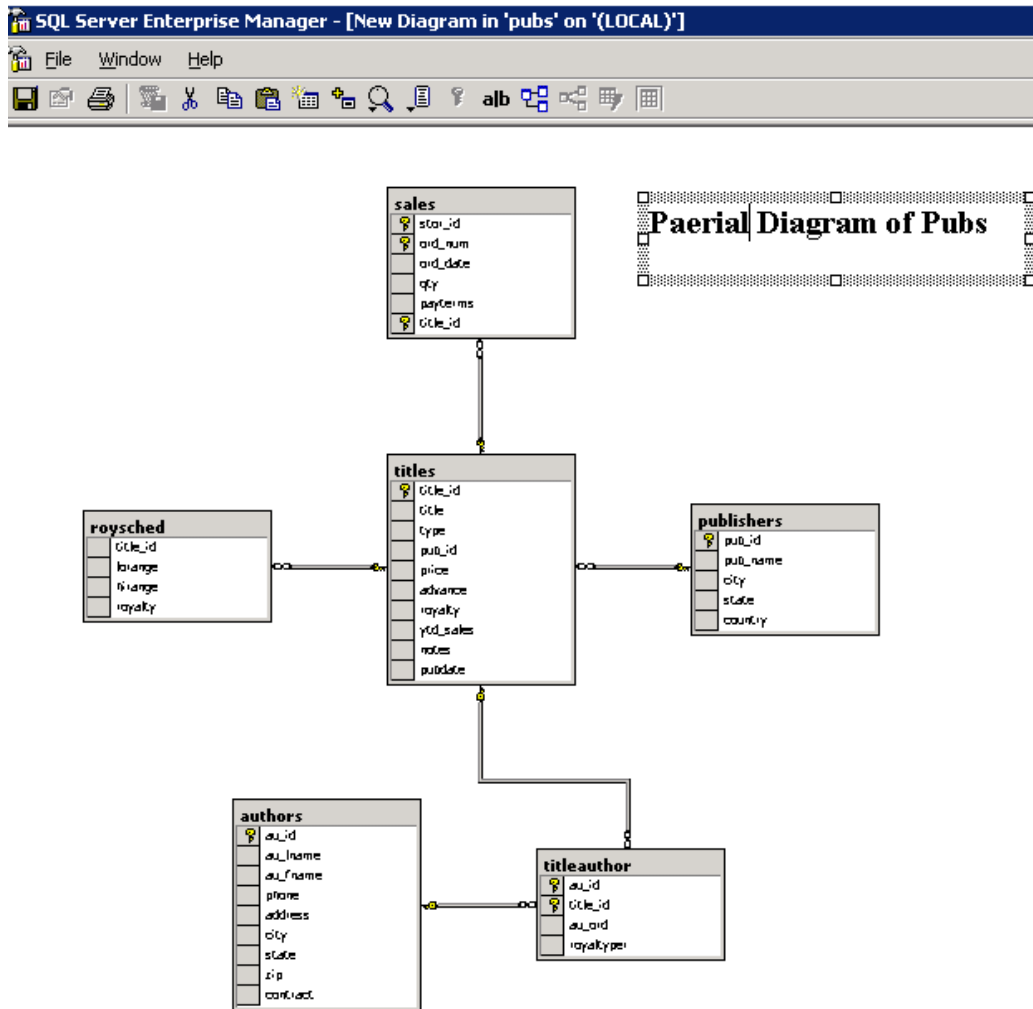 SQL Server Enterprise Manager - [New Diagram in 'pubs' on '(LOCAL)']
File Window Help
a|b
sales
stor_id
ord_num
ord_date
qty
payterms
title_id
Paerial Diagram of Pubs
titles
title_id
title
type
pub_id
price
advance
royalty
ytd_sales
notes
pubdate
roysched
title_id
lorange
hirange
royalty
publishers
pub_id
pub_name
city
state
country
authors
au_id
au_lname
au_fname
phone
address
city
state
zip
contract
titleauthor
au_id
title_id
au_ord
royaltyper